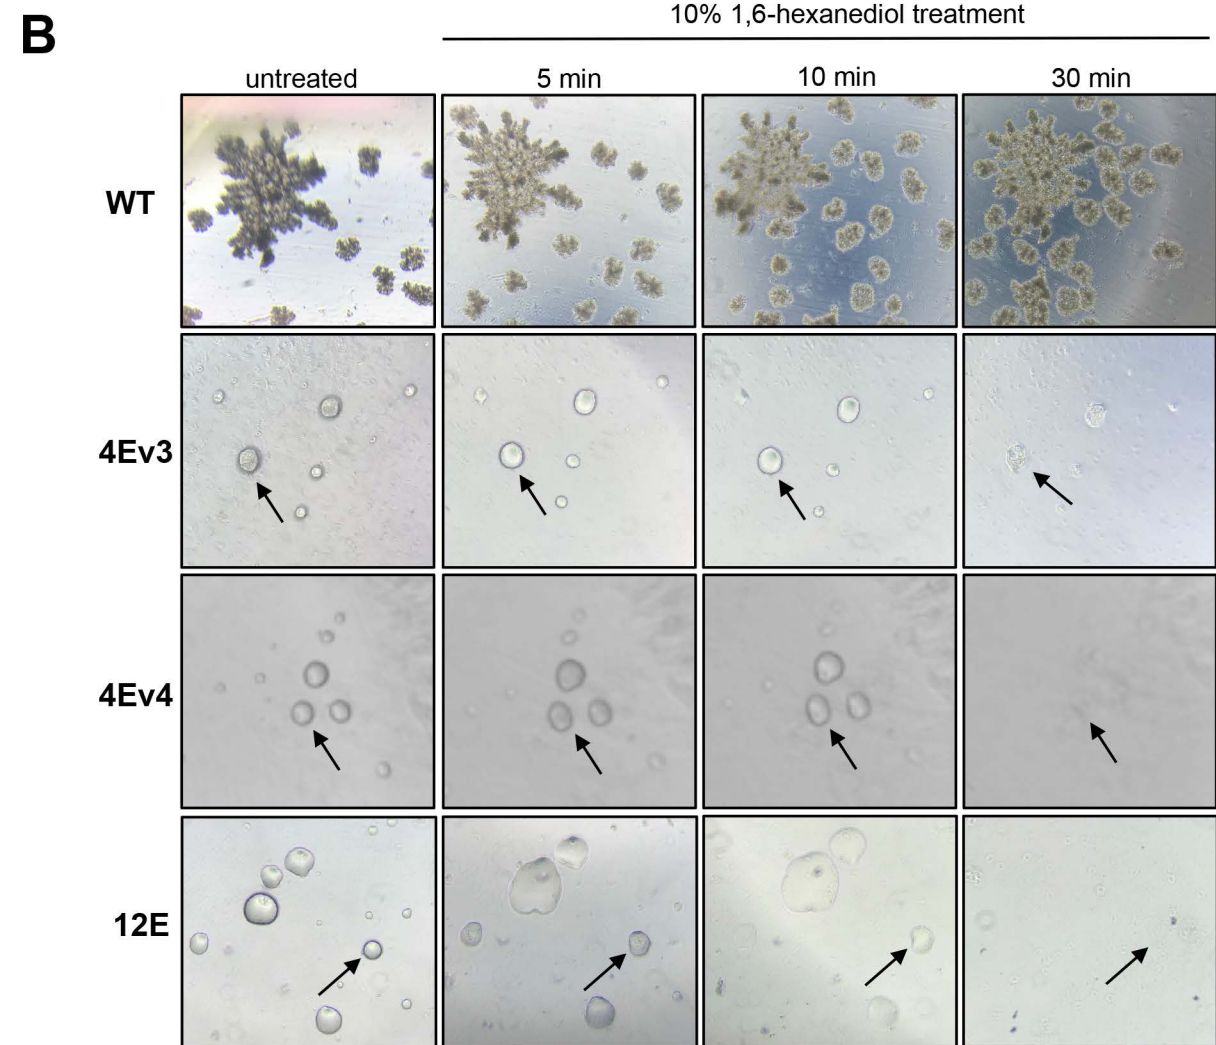 B
10% 1,6-hexanediol treatment
untreated
5 min
10 min
30 min
WT
4Ev3
4Ev4
12E